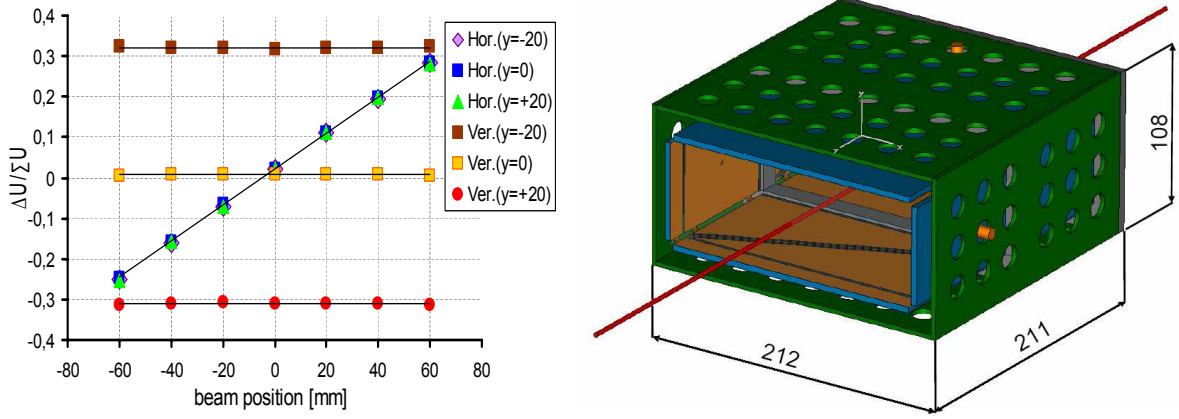 0,4
0,3
0,2
0,1
0
-0,1
-0,2
-0,3
-0,4
ΔU/ΣU
-80 -60 -40 -20 0 20 40 60 80
beam position [mm]
Hor.(y=-20)
Hor.(y=0)
Hor.(y=+20)
Ver.(y=-20)
Ver.(y=0)
Ver.(y=+20)
y
x
z
108
212
211